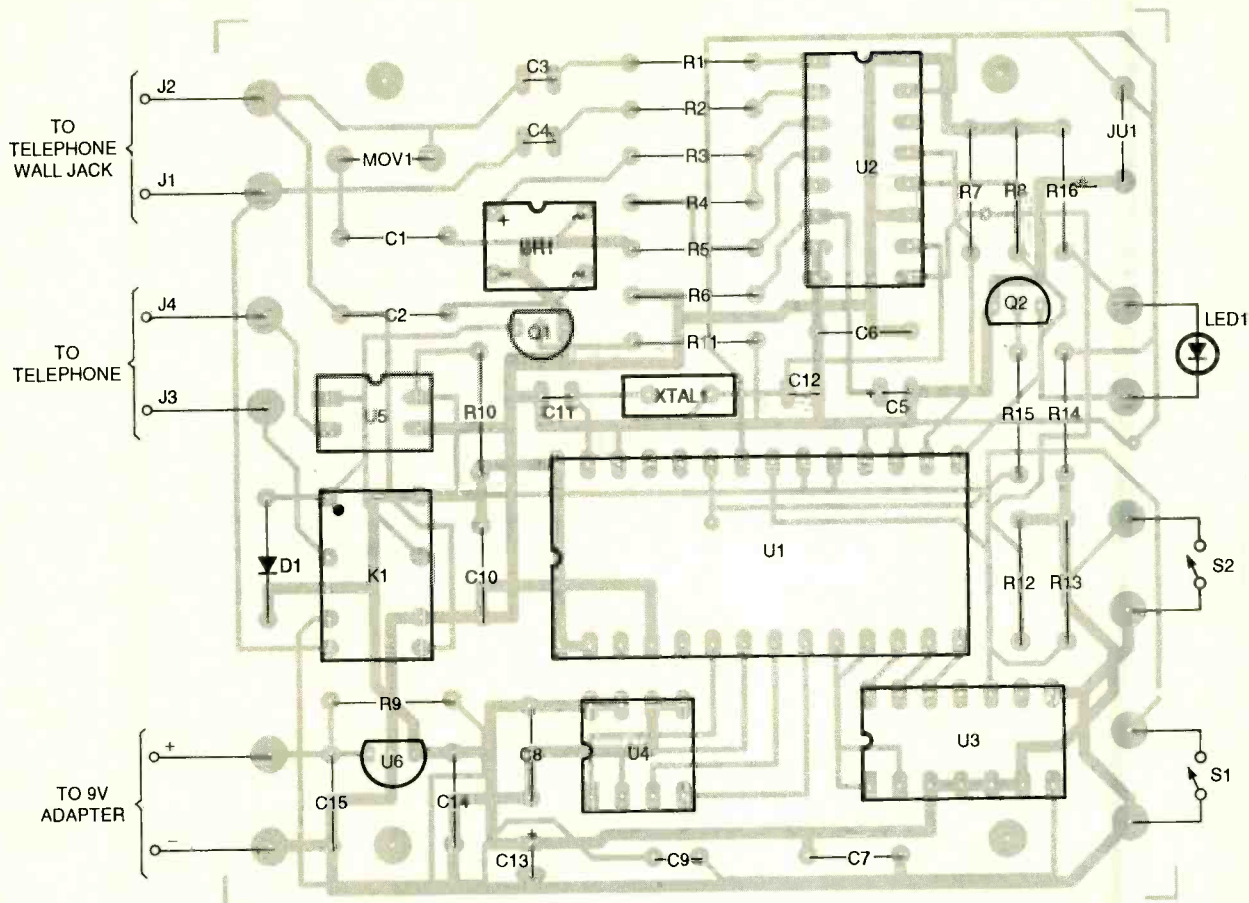 J2
C3
R1
TO
TELEPHONE
WALL JACK
R2
JU1
C4
MOV1
R3
U2
J1
R4
R7
R8
R16
+
~
C1
BR1
R5
–
~
J4
C2
R6
Q2
LED1
Q1
C6
TO
TELEPHONE
R11
J3
U5
R10
C11
XTAL1
C12
+
C5
R15
R14
U1
D1
K1
C10
R12
R13
S2
R9
+
U6
C8
U4
U3
S1
TO 9V
ADAPTER
C15
C14
–
+
C13
C9
C7